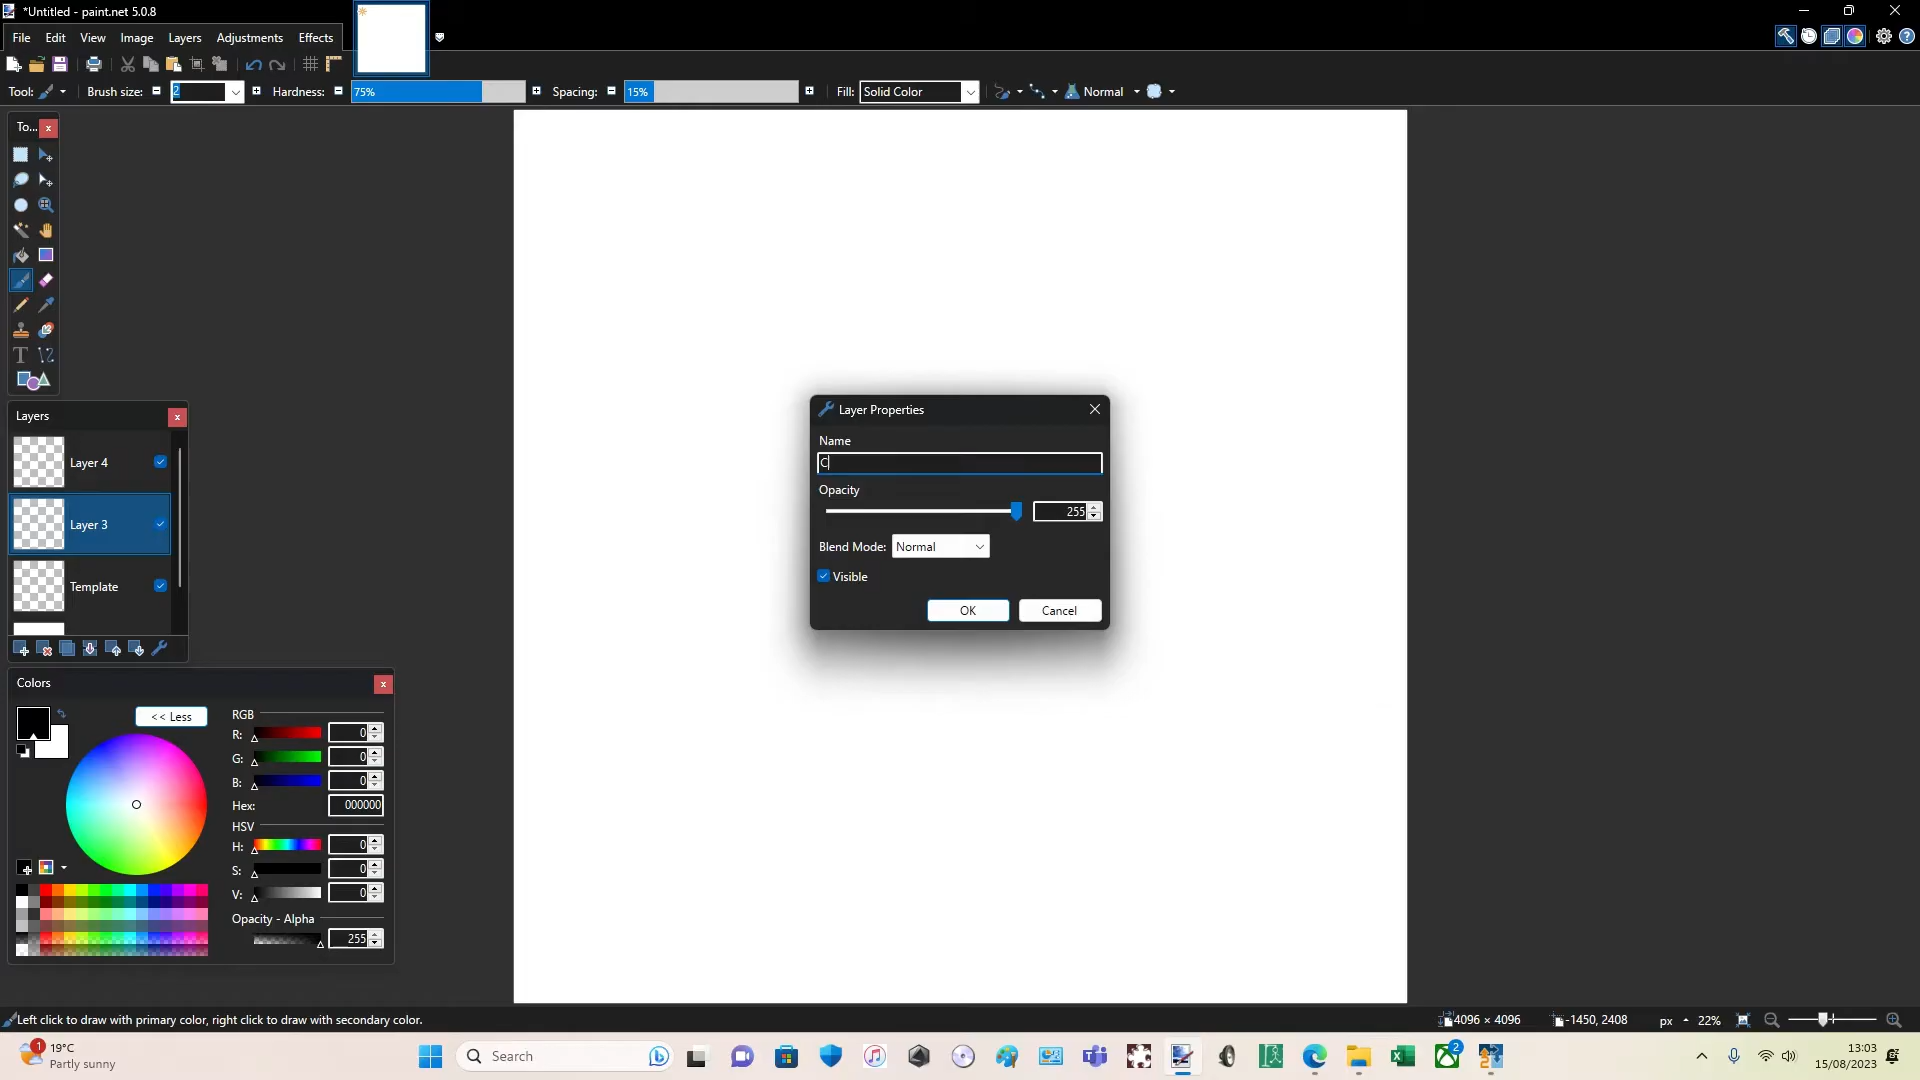 *Untitled - paint.net 5.0.8
File Edit View Image Layers Adjustments Effects
Tool: Brush size: 2 Hardness: 75% Spacing: 15% Fill: Solid Color Normal
To...
Layers
Layer 4
Layer 3
Template
Layer Properties
Name
C
Opacity
255
Blend Mode: Normal
Visible
OK Cancel
Colors
<< Less
RGB
R: 0
G: 0
B: 0
Hex: 000000
HSV
H: 0
S: 0
V: 0
Opacity - Alpha
255
Left click to draw with primary color, right click to draw with secondary color.
4096 × 4096 -1450, 2408 px 22%
1
19°C
Partly sunny
Search
2
13:03
15/08/2023